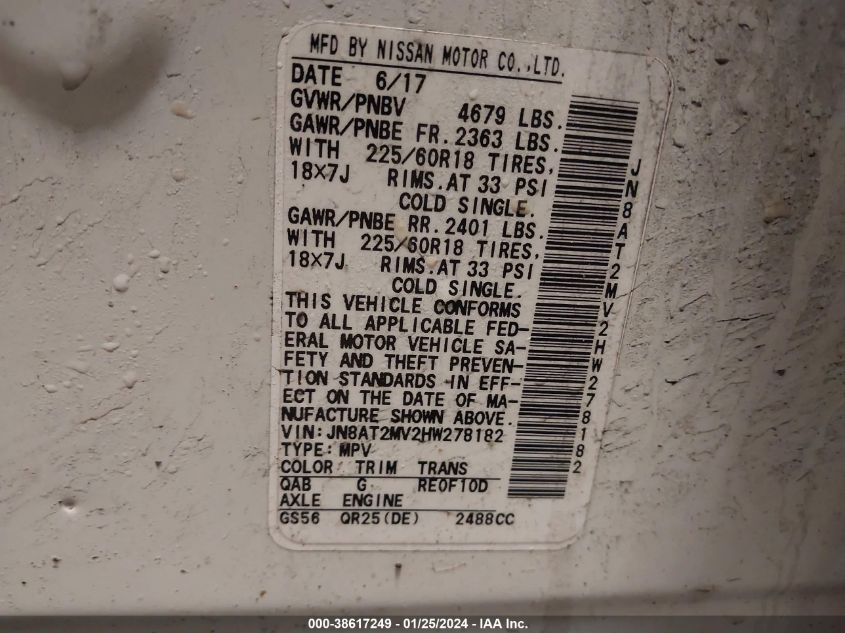 MFD BY NISSAN MOTOR CO.,LTD.
DATE 6/17
GVWR/PNBV 4679 LBS.
GAWR/PNBE FR. 2363 LBS.
WITH 225/60R18 TIRES,
18X7J RIMS.AT 33 PSI
COLD SINGLE.
GAWR/PNBE RR. 2401 LBS.
WITH 225/60R18 TIRES,
18X7J RIMS.AT 33 PSI
COLD SINGLE.
THIS VEHICLE CONFORMS
TO ALL APPLICABLE FED-
ERAL MOTOR VEHICLE SA-
FETY AND THEFT PREVEN-
TION STANDARDS IN EFF-
ECT ON THE DATE OF MA-
NUFACTURE SHOWN ABOVE.
VIN:JN8AT2MV2HW278182
TYPE:MPV
COLOR TRIM TRANS
QAB G RE0F10D
AXLE ENGINE
GS56 QR25(DE) 2488CC
JN8AT2MV2HW278182
000-38617249 - 01/25/2024 - IAA Inc.